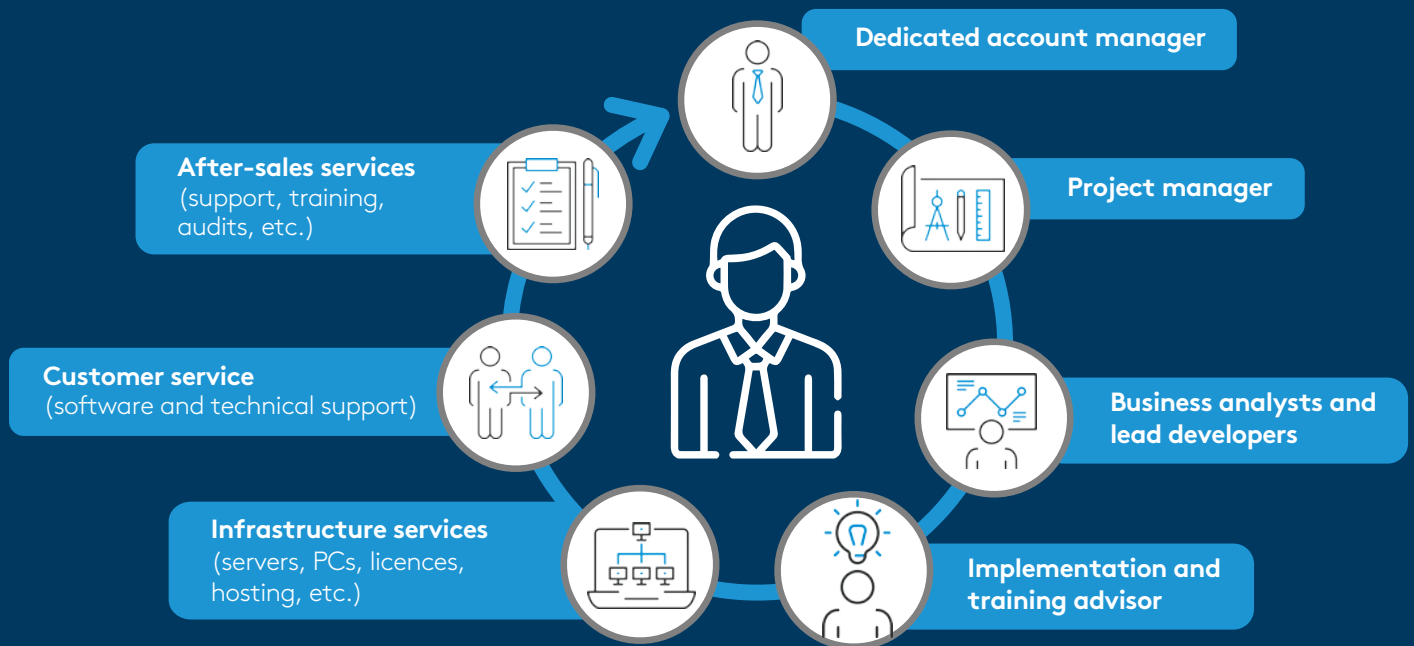 Dedicated account manager
Project manager
Business analysts and
lead developers
Implementation and
training advisor
Infrastructure services
(servers, PCs, licences,
hosting, etc.)
Customer service
(software and technical support)
After-sales services
(support, training,
audits, etc.)